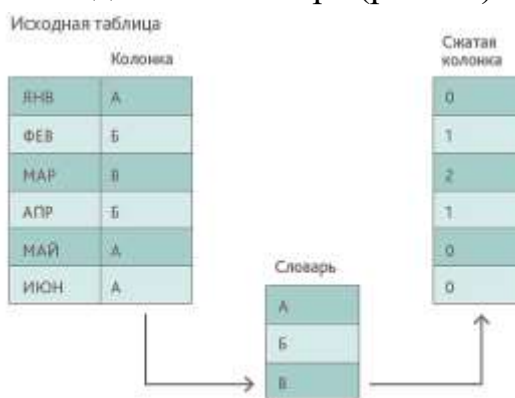 Исходная таблица
Колонка
ЯНВ А
ФЕВ Б
МАР В
АПР Б
МАЙ А
ИЮН А
Словарь
А
Б
В
Сжатая
колонка
0
1
2
1
0
0